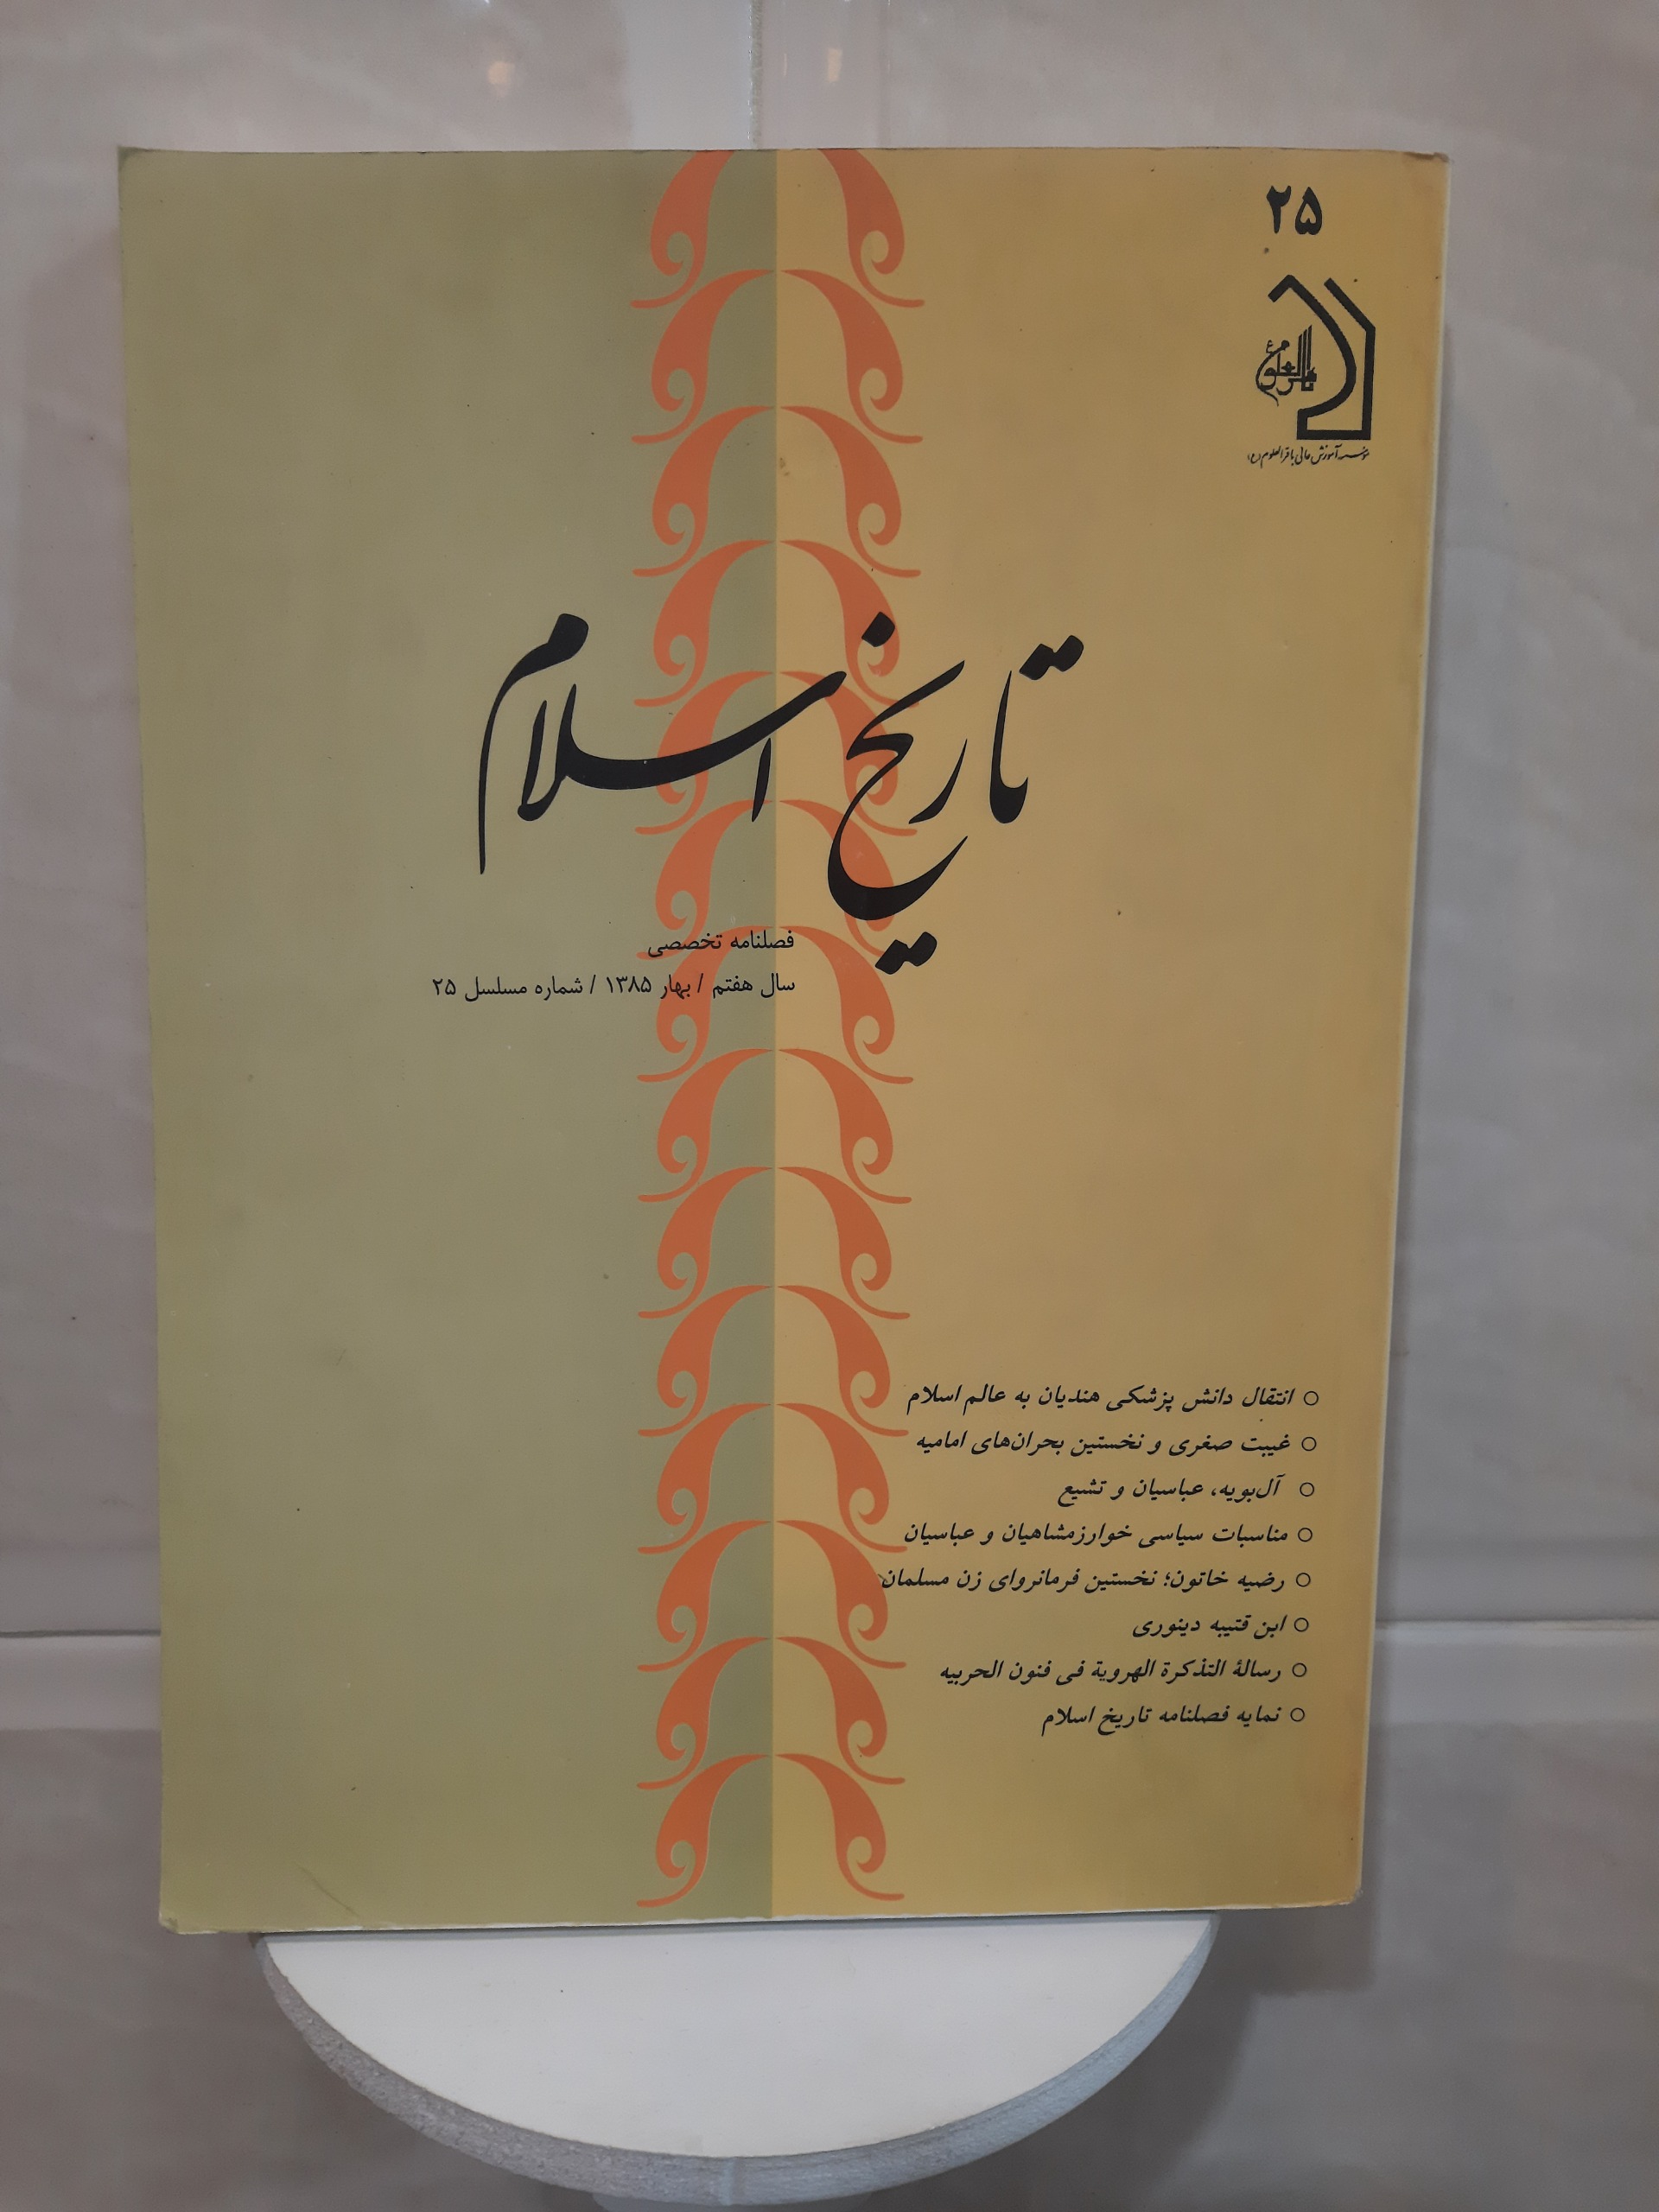 ۲۵
باقرالعلوم ع
مؤسسه آموزش عالی باقرالعلوم (ع)
تاریخ اسلام
فصلنامه تخصصی
سال هفتم / بهار ۱۳۸۵ / شماره مسلسل ۲۵
○ انتقال دانش پزشکی هندیان به عالم اسلام
○ غیبت صغری و نخستین بحران‌های امامیه
○ آل‌بویه، عباسیان و تشیع
○ مناسبات سیاسی خوارزمشاهیان و عباسیان
○ رضیه خاتون؛ نخستین فرمانروای زن مسلمان
○ ابن قتیبه دینوری
○ رسالة التذکرة الهرویة فی فنون الحربیه
○ نمایه فصلنامه تاریخ اسلام